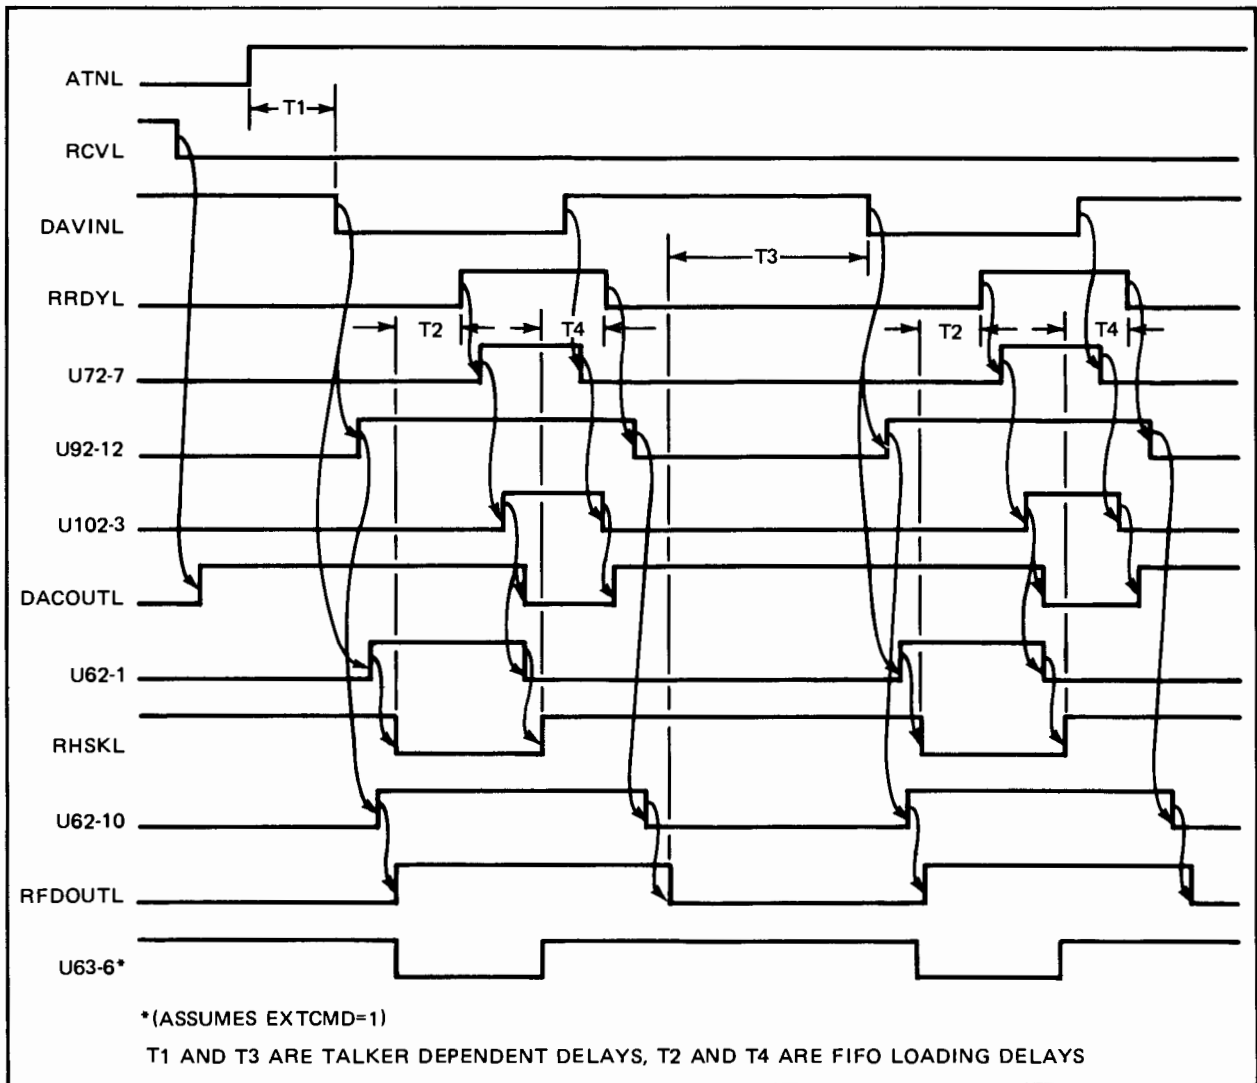 ATNL
T1
RCVL
DAVINL
T3
RRDYL
T2
T4
T2
T4
U72-7
U92-12
U102-3
DACOUTL
U62-1
RHSKL
U62-10
RFDOUTL
U63-6*
*(ASSUMES EXTCMD=1)
T1 AND T3 ARE TALKER DEPENDENT DELAYS, T2 AND T4 ARE FIFO LOADING DELAYS